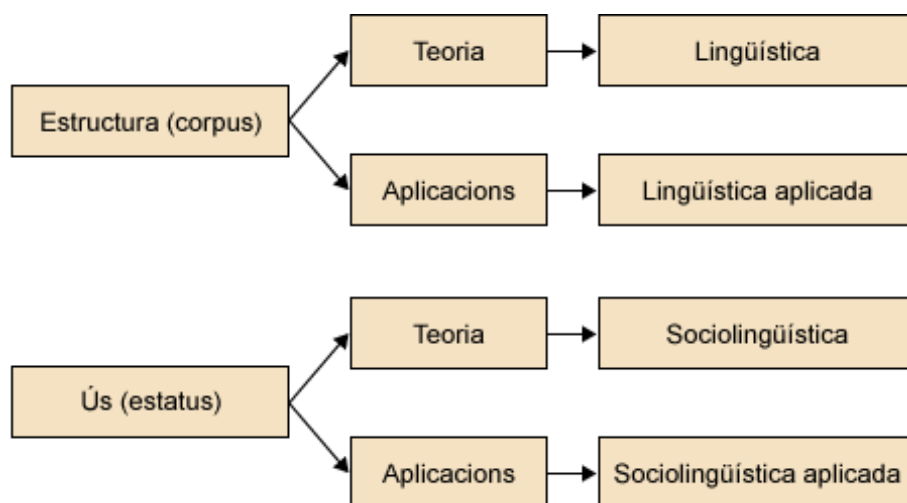 Teoria
Lingüística
Estructura (corpus)
Aplicacions
Lingüística aplicada
Teoria
Sociolingüística
Ús (estatus)
Aplicacions
Sociolingüística aplicada